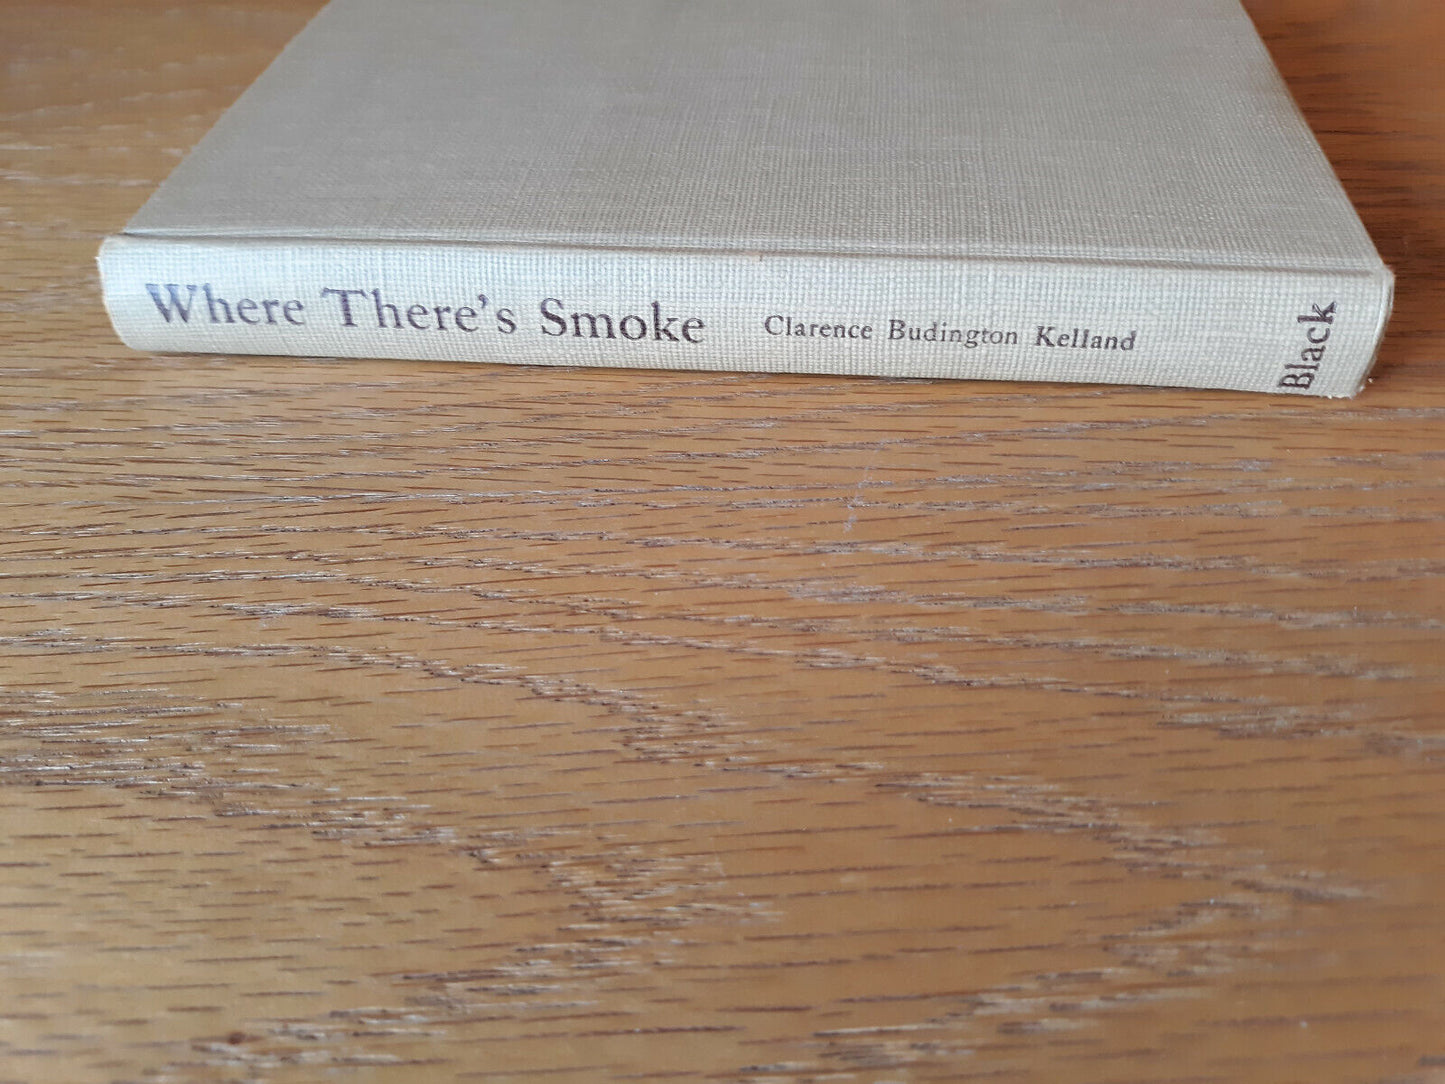 Where There's Smoke Clarence Budington Kelland
Black